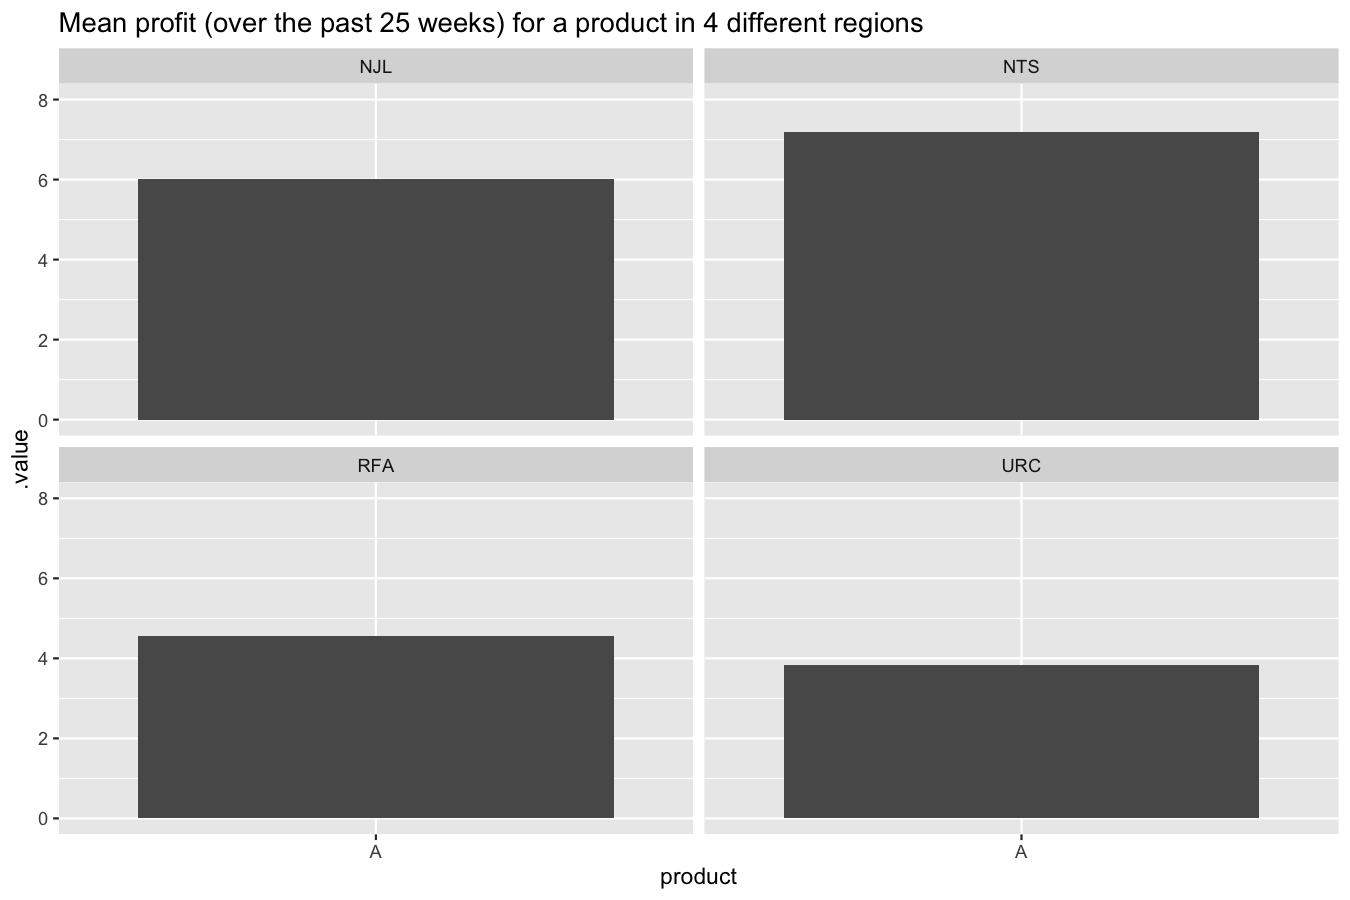 Mean profit (over the past 25 weeks) for a product in 4 different regions
NJL
NTS
8
6
4
2
0
.value
RFA
URC
8
6
4
2
0
A
A
product